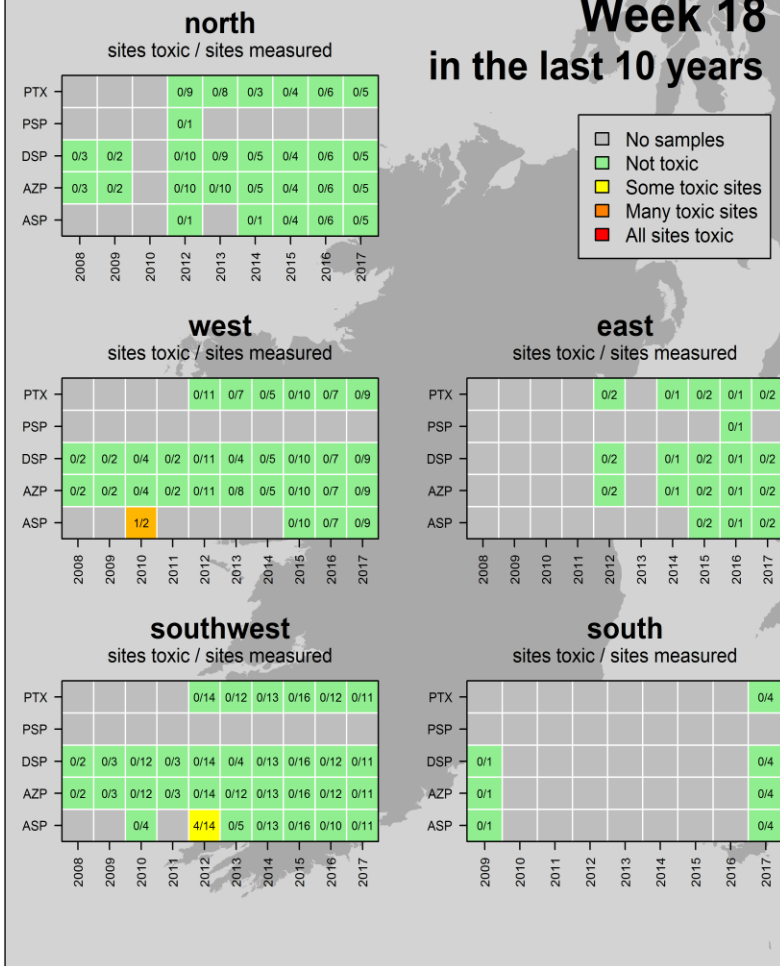 Week 18
in the last 10 years
north
sites toxic / sites measured
PTX 0/9 0/8 0/3 0/4 0/6 0/5
PSP 0/1
DSP 0/3 0/2 0/10 0/9 0/5 0/4 0/6 0/5
AZP 0/3 0/2 0/10 0/10 0/5 0/4 0/6 0/5
ASP 0/1 0/1 0/4 0/6 0/5
2008 2009 2010 2012 2013 2014 2015 2016 2017
No samples
Not toxic
Some toxic sites
Many toxic sites
All sites toxic
west
sites toxic / sites measured
PTX 0/11 0/7 0/5 0/10 0/7 0/9
PSP
DSP 0/2 0/2 0/4 0/2 0/11 0/4 0/5 0/10 0/7 0/9
AZP 0/2 0/2 0/4 0/2 0/11 0/8 0/5 0/10 0/7 0/9
ASP 1/2 0/10 0/7 0/9
2008 2009 2010 2011 2012 2013 2014 2015 2016 2017
east
sites toxic / sites measured
PTX 0/2 0/1 0/2 0/1 0/2
PSP 0/1
DSP 0/2 0/1 0/2 0/1 0/2
AZP 0/2 0/1 0/2 0/1 0/2
ASP 0/2 0/1 0/2
2008 2009 2010 2011 2012 2013 2014 2015 2016 2017
southwest
sites toxic / sites measured
PTX 0/14 0/12 0/13 0/16 0/12 0/11
PSP
DSP 0/2 0/3 0/12 0/3 0/14 0/4 0/13 0/16 0/12 0/11
AZP 0/2 0/3 0/12 0/3 0/14 0/12 0/13 0/16 0/12 0/11
ASP 0/4 4/14 0/5 0/13 0/16 0/10 0/11
2008 2009 2010 2011 2012 2013 2014 2015 2016 2017
south
sites toxic / sites measured
PTX 0/4
PSP
DSP 0/1 0/4
AZP 0/1 0/4
ASP 0/1 0/4
2009 2010 2011 2012 2013 2014 2015 2016 2017